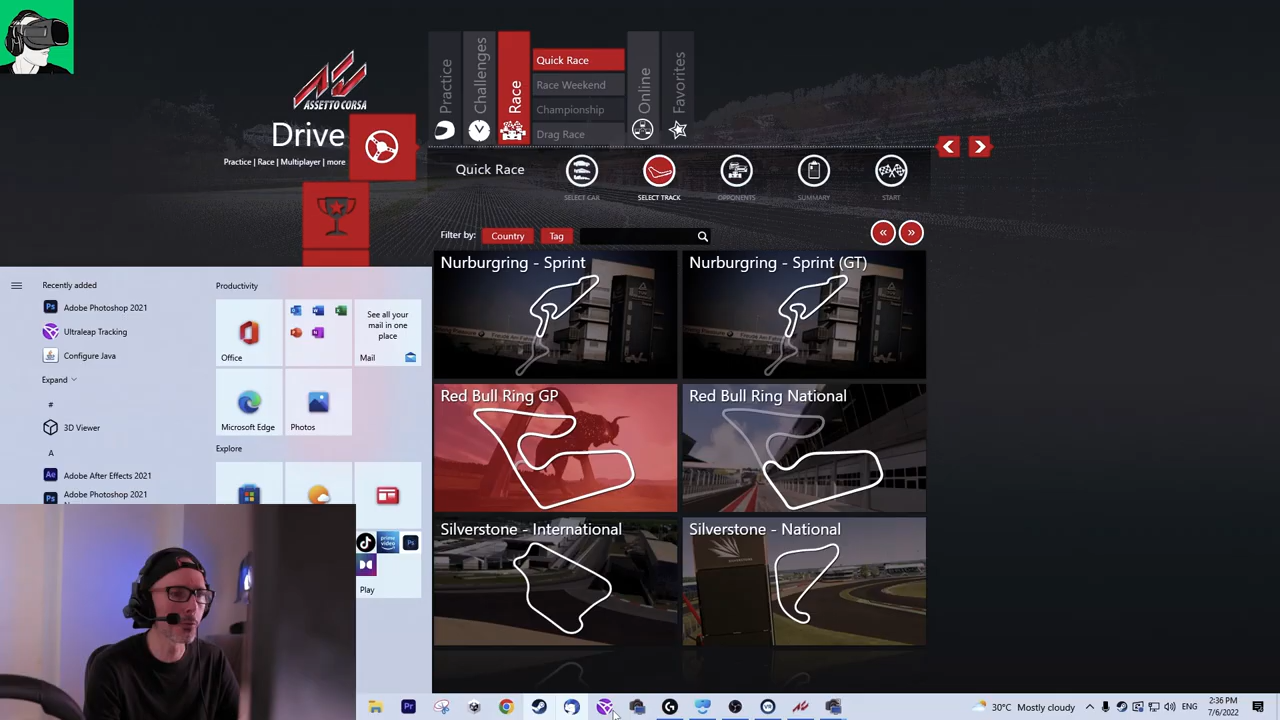 ASSETTO CORSA
Drive
Practice | Race | Multiplayer | more
Practice
Challenges
Race
Quick Race
Race Weekend
Championship
Drag Race
Online
Favorites
Quick Race
SELECT CAR
SELECT TRACK
OPPONENTS
SUMMARY
START
Filter by:
Country
Tag
Nurburgring - Sprint
Nurburgring - Sprint (GT)
Red Bull Ring GP
Red Bull Ring National
Silverstone - International
Silverstone - National
Recently added
Adobe Photoshop 2021
Ultraleap Tracking
Configure Java
Expand
#
3D Viewer
A
Adobe After Effects 2021
Adobe Photoshop 2021
Productivity
Office
See all your mail in one place
Mail
Microsoft Edge
Photos
Explore
prime video
Play
30°C Mostly cloudy
ENG
2:36 PM
7/6/2022